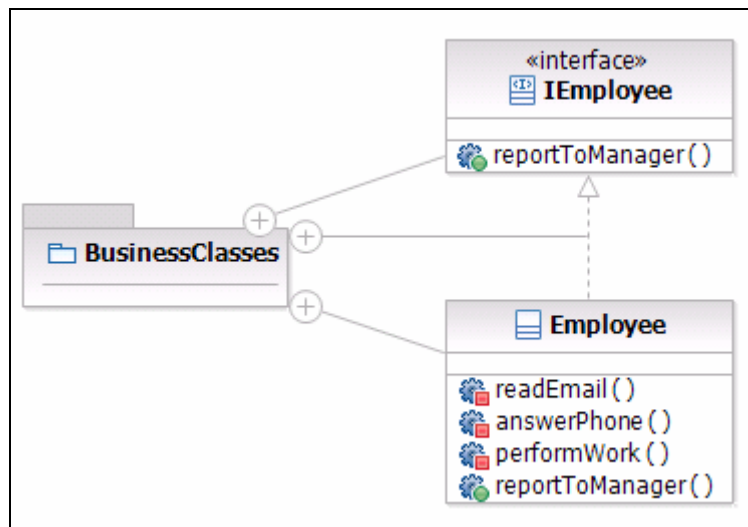 «interface»
IEmployee
reportToManager()
BusinessClasses
Employee
readEmail()
answerPhone()
performWork()
reportToManager()